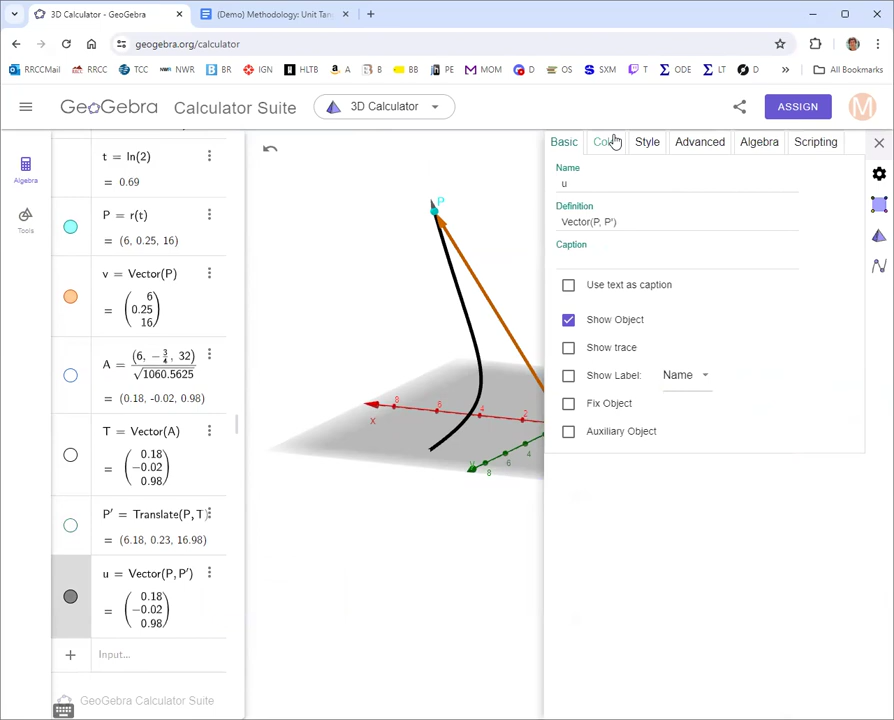 3D Calculator - GeoGebra
(Demo) Methodology: Unit Tan
geogebra.org/calculator
RRCCMail
RRCC
TCC
NWR
BR
IGN
HLTB
A
B
BB
PE
MOM
D
OS
SXM
T
ODE
LT
D
All Bookmarks
GeoGebra
Calculator Suite
3D Calculator
ASSIGN
M
Algebra
Tools
t = ln(2)
= 0.69
P = r(t)
= (6, 0.25, 16)
v = Vector(P)
= ( 6
0.25
16 )
A = (6, −3/4, 32) / √1060.5625
= (0.18, -0.02, 0.98)
T = Vector(A)
= ( 0.18
−0.02
0.98 )
P′ = Translate(P, T)
= (6.18, 0.23, 16.98)
u = Vector(P, P′)
= ( 0.18
−0.02
0.98 )
+ Input...
GeoGebra Calculator Suite
P
8
6
4
2
x
4
6
8
Basic
Style
Advanced
Algebra
Scripting
Name
u
Definition
Vector(P, P')
Caption
Use text as caption
Show Object
Show trace
Show Label:
Name
Fix Object
Auxiliary Object